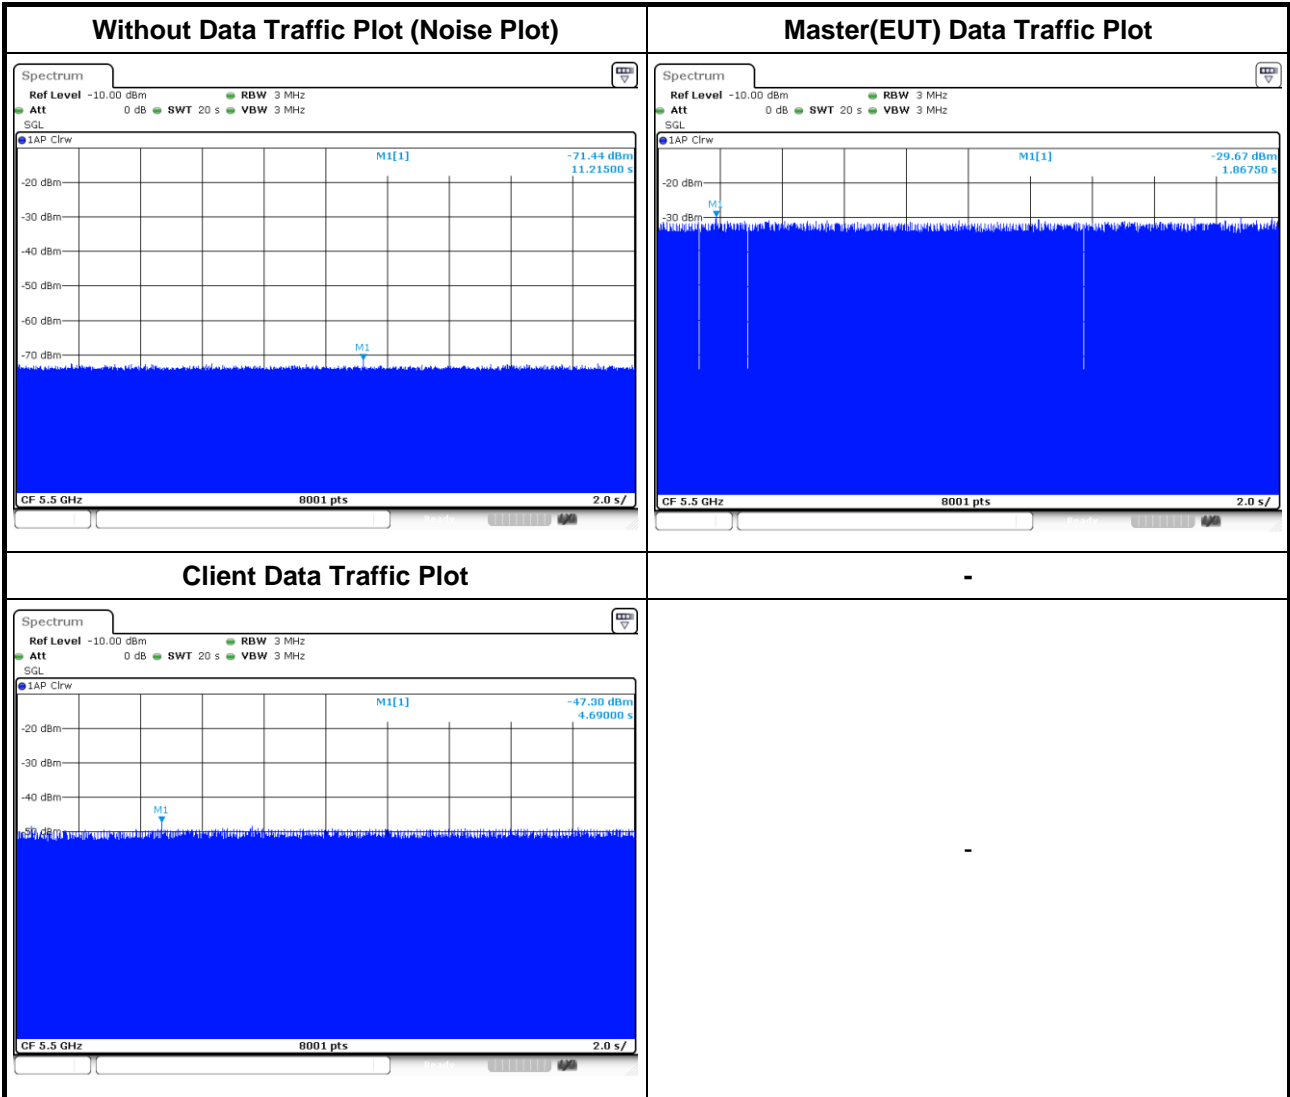 Without Data Traffic Plot (Noise Plot)
Master(EUT) Data Traffic Plot
Spectrum
Ref Level -10.00 dBm RBW 3 MHz
Att 0 dB SWT 20 s VBW 3 MHz
SGL
1AP Clrw
M1[1] -71.44 dBm
11.21500 s
-20 dBm
-30 dBm
-40 dBm
-50 dBm
-60 dBm
M1
-70 dBm
CF 5.5 GHz 8001 pts 2.0 s/
Ready
Spectrum
Ref Level -10.00 dBm RBW 3 MHz
Att 0 dB SWT 20 s VBW 3 MHz
SGL
1AP Clrw
M1[1] -29.67 dBm
1.86750 s
-20 dBm
M1
-30 dBm
CF 5.5 GHz 8001 pts 2.0 s/
Ready
Client Data Traffic Plot
-
Spectrum
Ref Level -10.00 dBm RBW 3 MHz
Att 0 dB SWT 20 s VBW 3 MHz
SGL
1AP Clrw
M1[1] -47.30 dBm
4.69000 s
-20 dBm
-30 dBm
-40 dBm
M1
-50 dBm
CF 5.5 GHz 8001 pts 2.0 s/
Ready
-